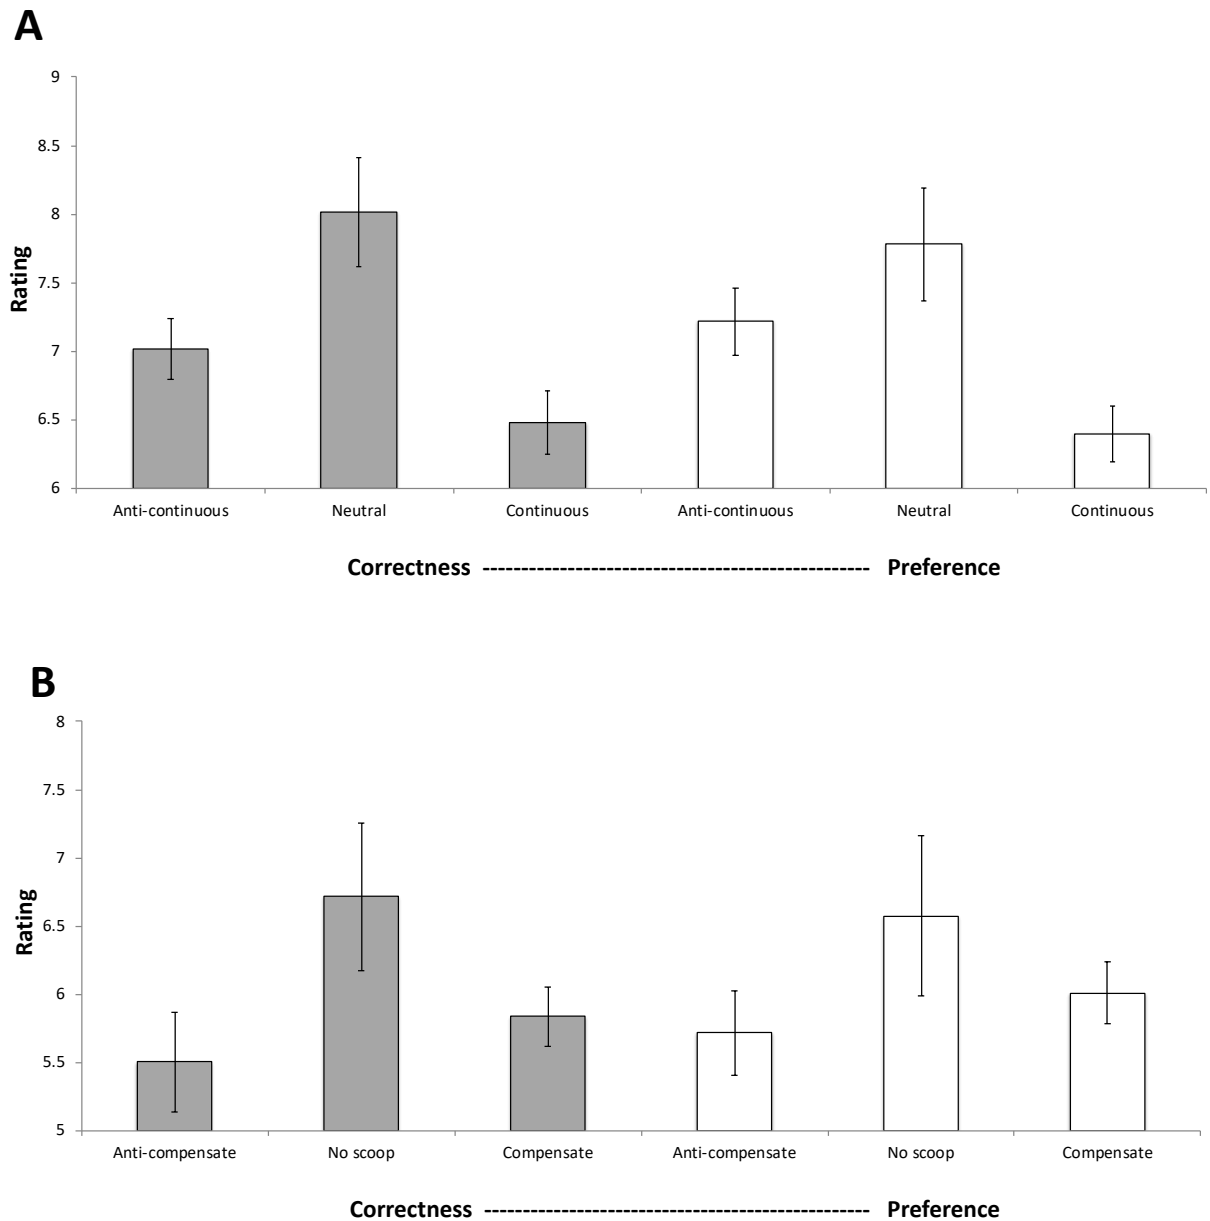 A
9
8.5
8
7.5
7
6.5
6
Rating
Anti-continuous Neutral Continuous Anti-continuous Neutral Continuous
Correctness ------------------------------------------------ Preference
B
8
7.5
7
6.5
6
5.5
5
Rating
Anti-compensate No scoop Compensate Anti-compensate No scoop Compensate
Correctness ------------------------------------------------ Preference